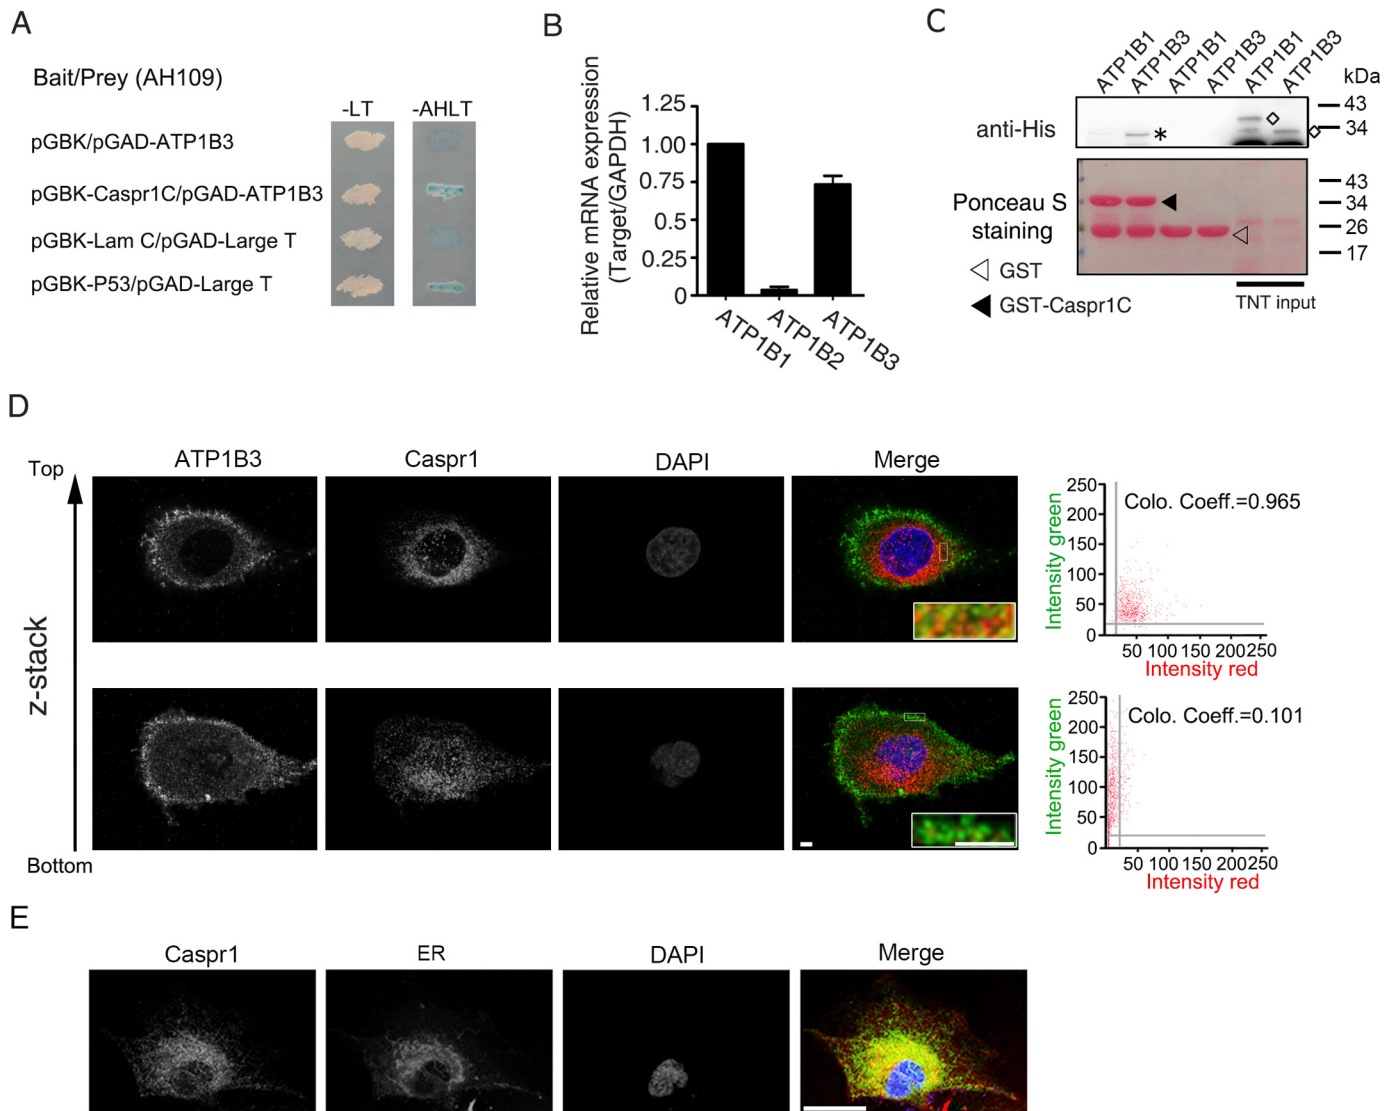 A
Bait/Prey (AH109)
-LT
-AHLT
pGBK/pGAD-ATP1B3
pGBK-Caspr1C/pGAD-ATP1B3
pGBK-Lam C/pGAD-Large T
pGBK-P53/pGAD-Large T
B
Relative mRNA expression
(Target/GAPDH)
1.25
1.00
0.75
0.50
0.25
0
ATP1B1
ATP1B2
ATP1B3
C
ATP1B1
ATP1B3
ATP1B1
ATP1B3
ATP1B1
ATP1B3
kDa
anti-His
*
43
34
Ponceau S
staining
43
34
26
17
GST
GST-Caspr1C
TNT input
D
Top
z-stack
Bottom
ATP1B3
Caspr1
DAPI
Merge
Intensity green
250
200
150
100
50
0
Colo. Coeff.=0.965
50 100 150 200 250
Intensity red
Intensity green
250
200
150
100
50
0
Colo. Coeff.=0.101
50 100 150 200 250
Intensity red
E
Caspr1
ER
DAPI
Merge